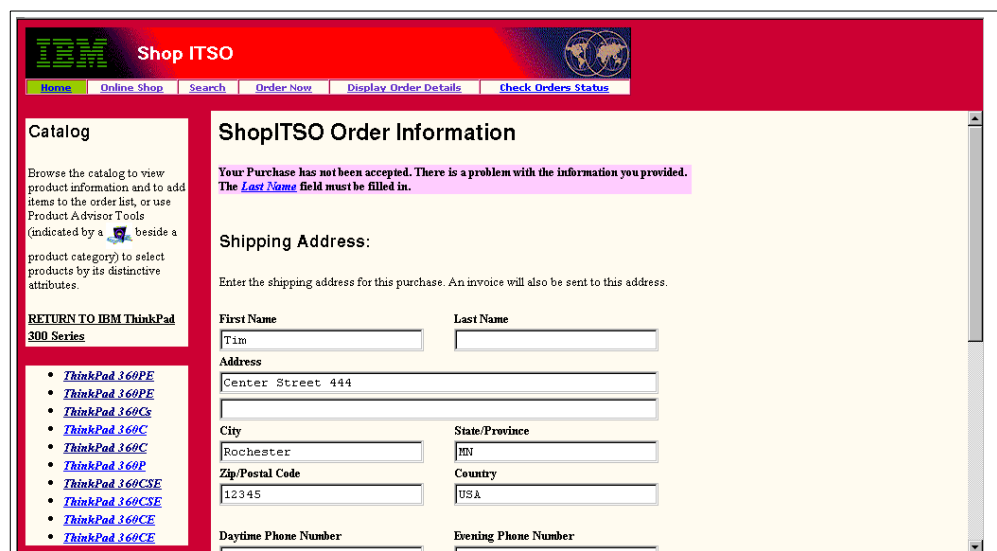 IBM Shop ITSO
Home Online Shop Search Order Now Display Order Details Check Orders Status
Catalog
Browse the catalog to view
product information and to add
items to the order list, or use
Product Advisor Tools
(indicated by a beside a
product category) to select
products by its distinctive
attributes.
RETURN TO IBM ThinkPad
300 Series
ThinkPad 360PE
ThinkPad 360PE
ThinkPad 360Cs
ThinkPad 360C
ThinkPad 360C
ThinkPad 360P
ThinkPad 360CSE
ThinkPad 360CSE
ThinkPad 360CE
ThinkPad 360CE
ShopITSO Order Information
Your Purchase has not been accepted. There is a problem with the information you provided.
The Last Name field must be filled in.
Shipping Address:
Enter the shipping address for this purchase. An invoice will also be sent to this address.
First Name Last Name
Tim
Address
Center Street 444
City State/Province
Rochester MN
Zip/Postal Code Country
12345 USA
Daytime Phone Number Evening Phone Number